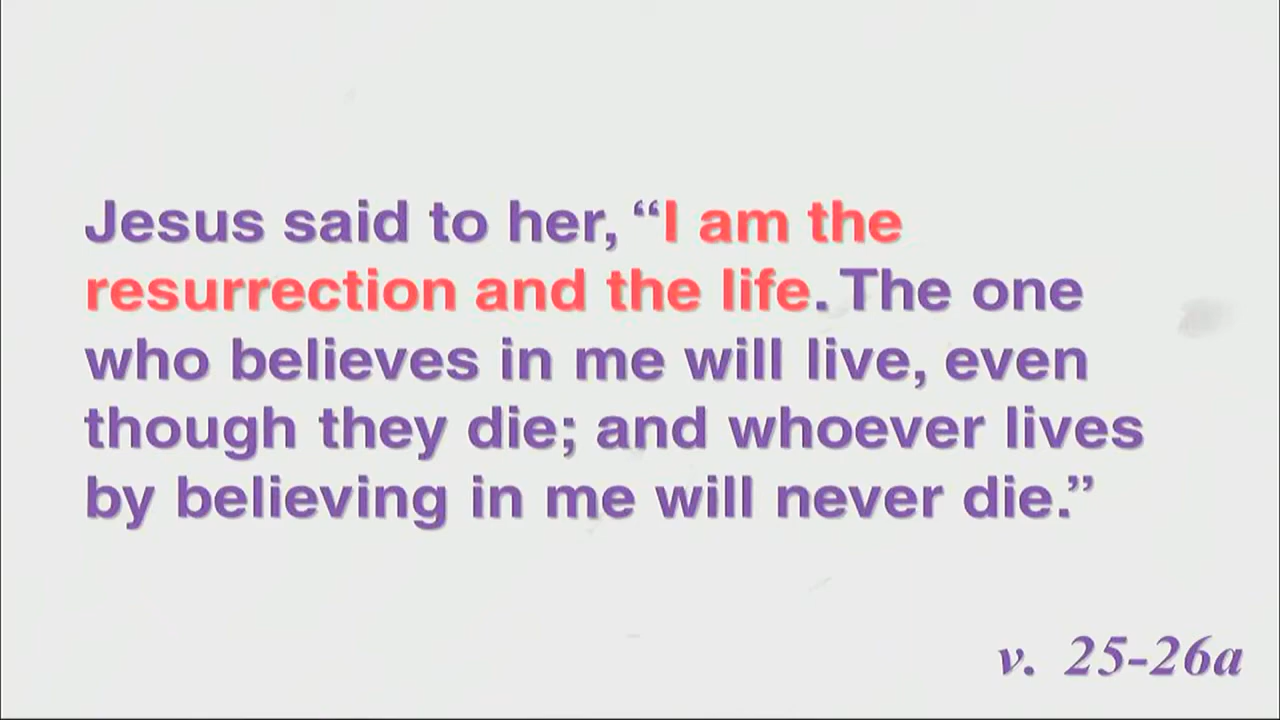 Jesus said to her, “I am the
resurrection and the life. The one
who believes in me will live, even
though they die; and whoever lives
by believing in me will never die.”
v. 25-26a